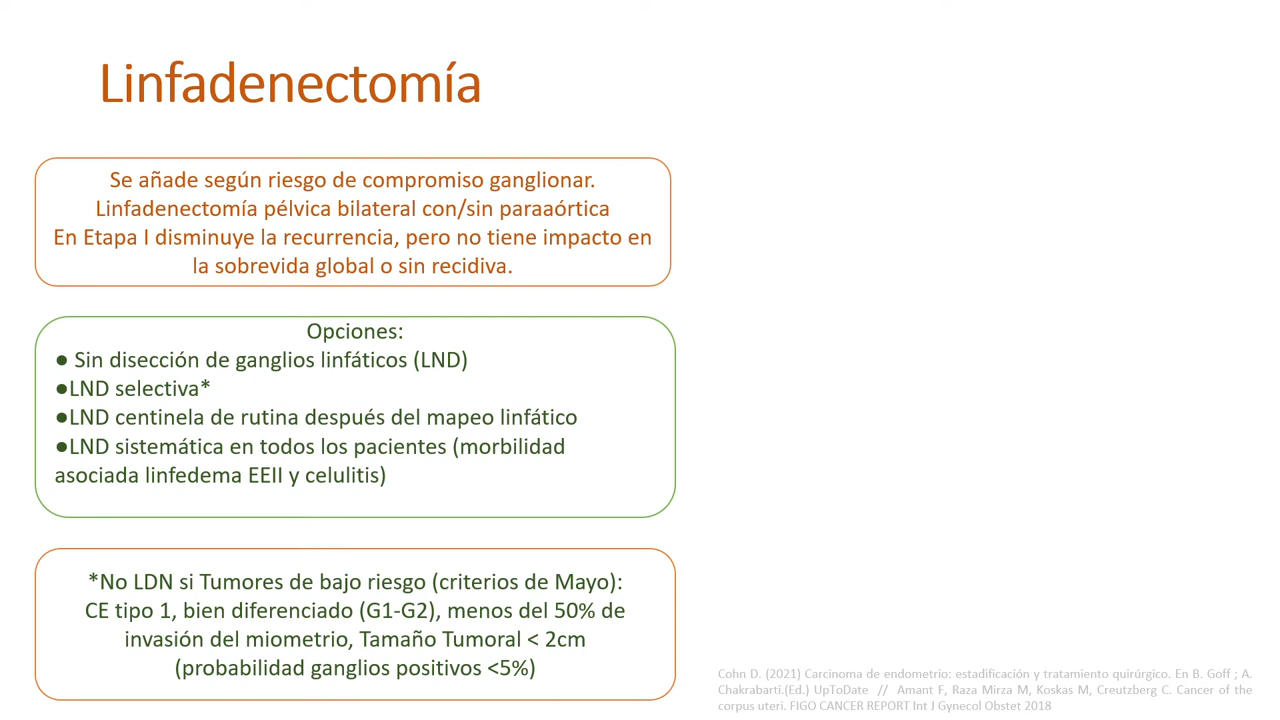 Linfadenectomía
Se añade según riesgo de compromiso ganglionar.
Linfadenectomía pélvica bilateral con/sin paraaórtica
En Etapa I disminuye la recurrencia, pero no tiene impacto en
la sobrevida global o sin recidiva.
Opciones:
● Sin disección de ganglios linfáticos (LND)
●LND selectiva*
●LND centinela de rutina después del mapeo linfático
●LND sistemática en todos los pacientes (morbilidad
asociada linfedema EEII y celulitis)
*No LDN si Tumores de bajo riesgo (criterios de Mayo):
CE tipo 1, bien diferenciado (G1-G2), menos del 50% de
invasión del miometrio, Tamaño Tumoral < 2cm
(probabilidad ganglios positivos <5%)
Cohn D. (2021) Carcinoma de endometrio: estadificación y tratamiento quirúrgico. En B. Goff ; A.
Chakrabarti.(Ed.) UpToDate // Amant F, Raza Mirza M, Koskas M, Creutzberg C. Cancer of the
corpus uteri. FIGO CANCER REPORT Int J Gynecol Obstet 2018